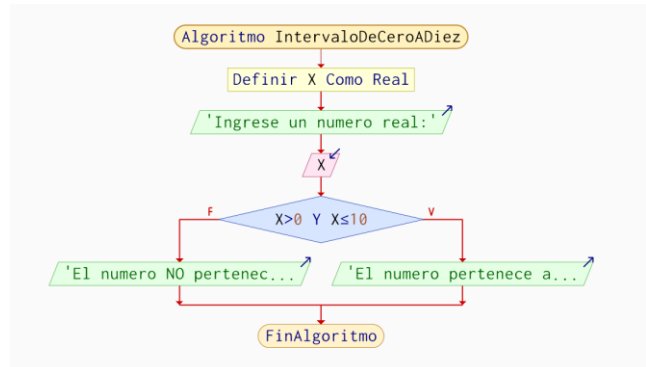 Algoritmo IntervaloDeCeroADiez
Definir X Como Real
'Ingrese un numero real:'
X
F
X>0 Y X≤10
V
'El numero NO pertenec...
'El numero pertenece a...
FinAlgoritmo